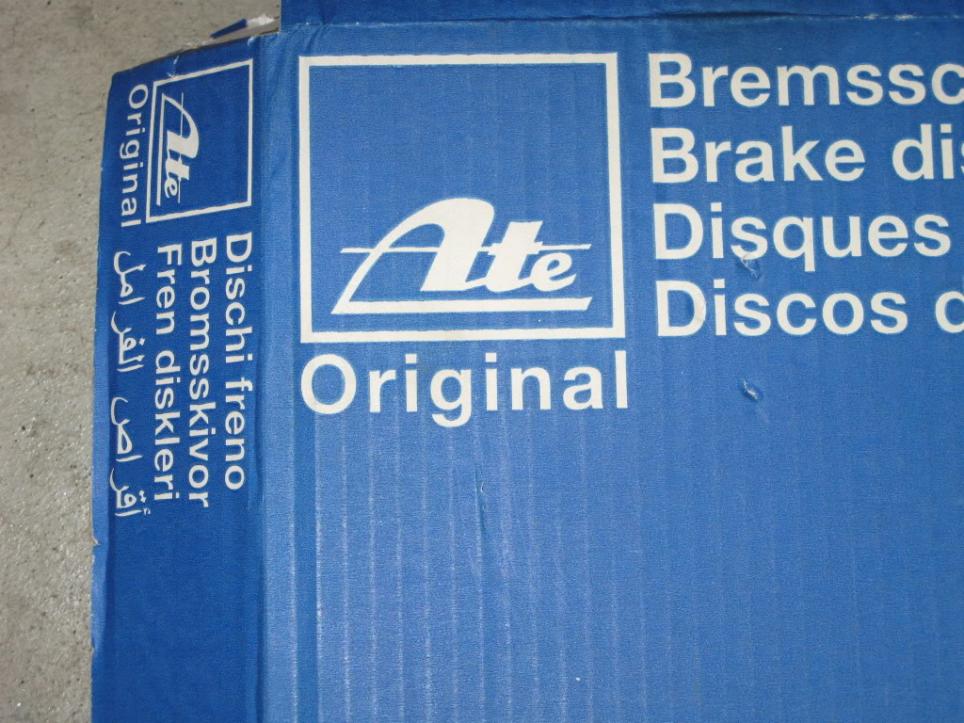 Ate
Original
Bremssc
Brake dis
Disques
Discos d
Ate
Original
Dischi freno
Bromsskivor
Fren diskleri
أقراص الفرامل